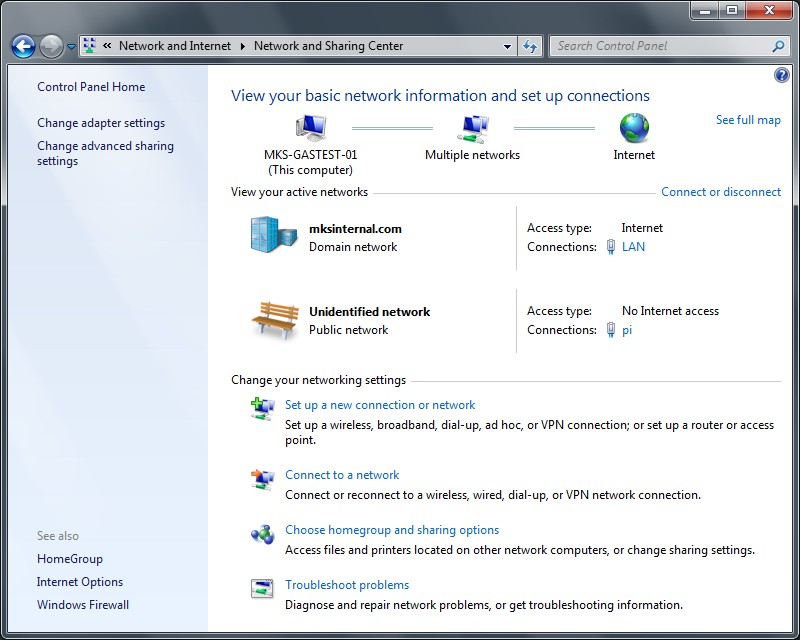 « Network and Internet ▸ Network and Sharing Center
Search Control Panel
Control Panel Home
Change adapter settings
Change advanced sharing
settings
View your basic network information and set up connections
See full map
MKS-GASTEST-01
(This computer)
Multiple networks
Internet
View your active networks
Connect or disconnect
mksinternal.com
Domain network
Access type: Internet
Connections: LAN
Unidentified network
Public network
Access type: No Internet access
Connections: pi
Change your networking settings
Set up a new connection or network
Set up a wireless, broadband, dial-up, ad hoc, or VPN connection; or set up a router or access
point.
Connect to a network
Connect or reconnect to a wireless, wired, dial-up, or VPN network connection.
Choose homegroup and sharing options
Access files and printers located on other network computers, or change sharing settings.
Troubleshoot problems
Diagnose and repair network problems, or get troubleshooting information.
See also
HomeGroup
Internet Options
Windows Firewall